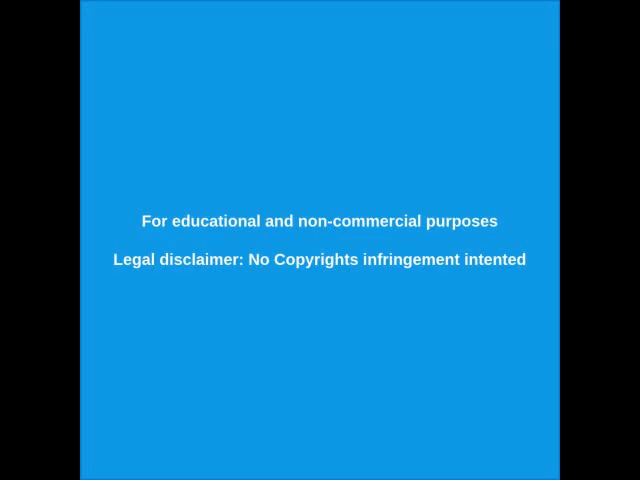 For educational and non-commercial purposes
Legal disclaimer: No Copyrights infringement intented